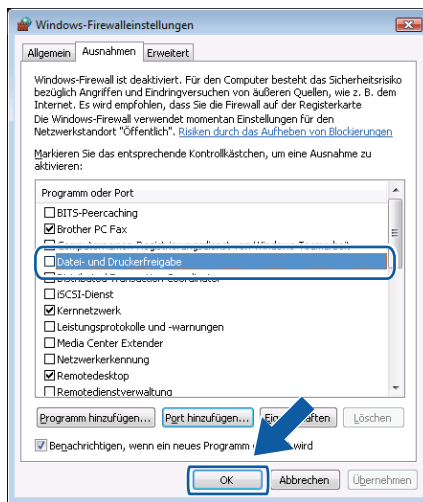 Windows-Firewalleinstellungen
Allgemein Ausnahmen Erweitert
Windows-Firewall ist deaktiviert. Für den Computer besteht das Sicherheitsrisiko
bezüglich Angriffen und Eindringversuchen von äußeren Quellen, wie z. B. dem
Internet. Es wird empfohlen, dass Sie die Firewall auf der Registerkarte
Die Windows-Firewall verwendet momentan Einstellungen für den
Netzwerkstandort "Öffentlich". Risiken durch das Aufheben von Blockierungen
Markieren Sie das entsprechende Kontrollkästchen, um eine Ausnahme zu
aktivieren:
Programm oder Port
BITS-Peercaching
Brother PC Fax
Datei- und Druckerfreigabe
iSCSI-Dienst
Kernnetzwerk
Leistungsprotokolle und -warnungen
Media Center Extender
Netzwerkerkennung
Remotedesktop
Remotedienstverwaltung
Programm hinzufügen... Port hinzufügen... Löschen
Benachrichtigen, wenn ein neues Programm wird
OK Abbrechen Übernehmen